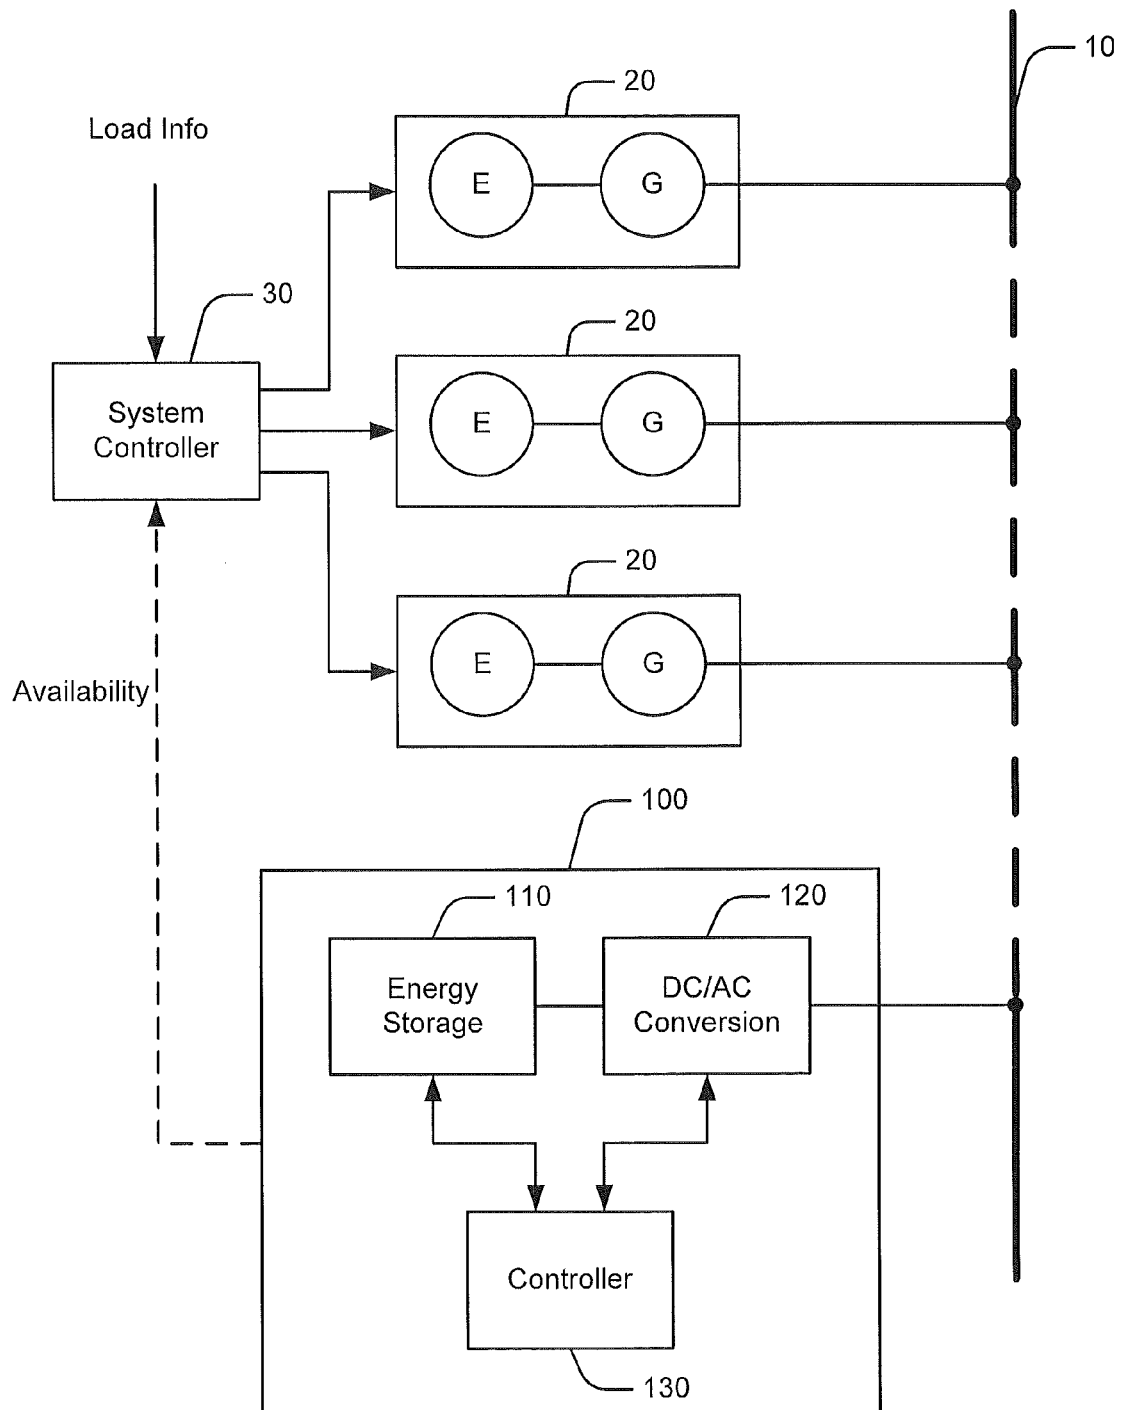 10
20
Load Info
E
G
30
20
System
Controller
E
G
20
E
G
Availability
100
110
120
Energy
Storage
DC/AC
Conversion
Controller
130